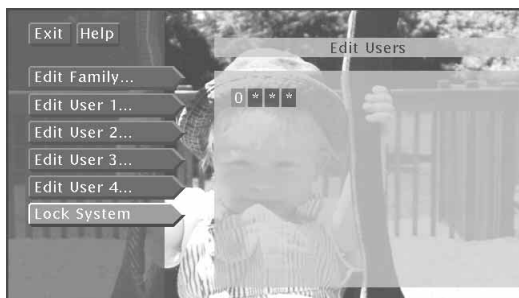 Exit Help
Edit Users
Edit Family...
0 * * *
Edit User 1...
Edit User 2...
Edit User 3...
Edit User 4...
Lock System